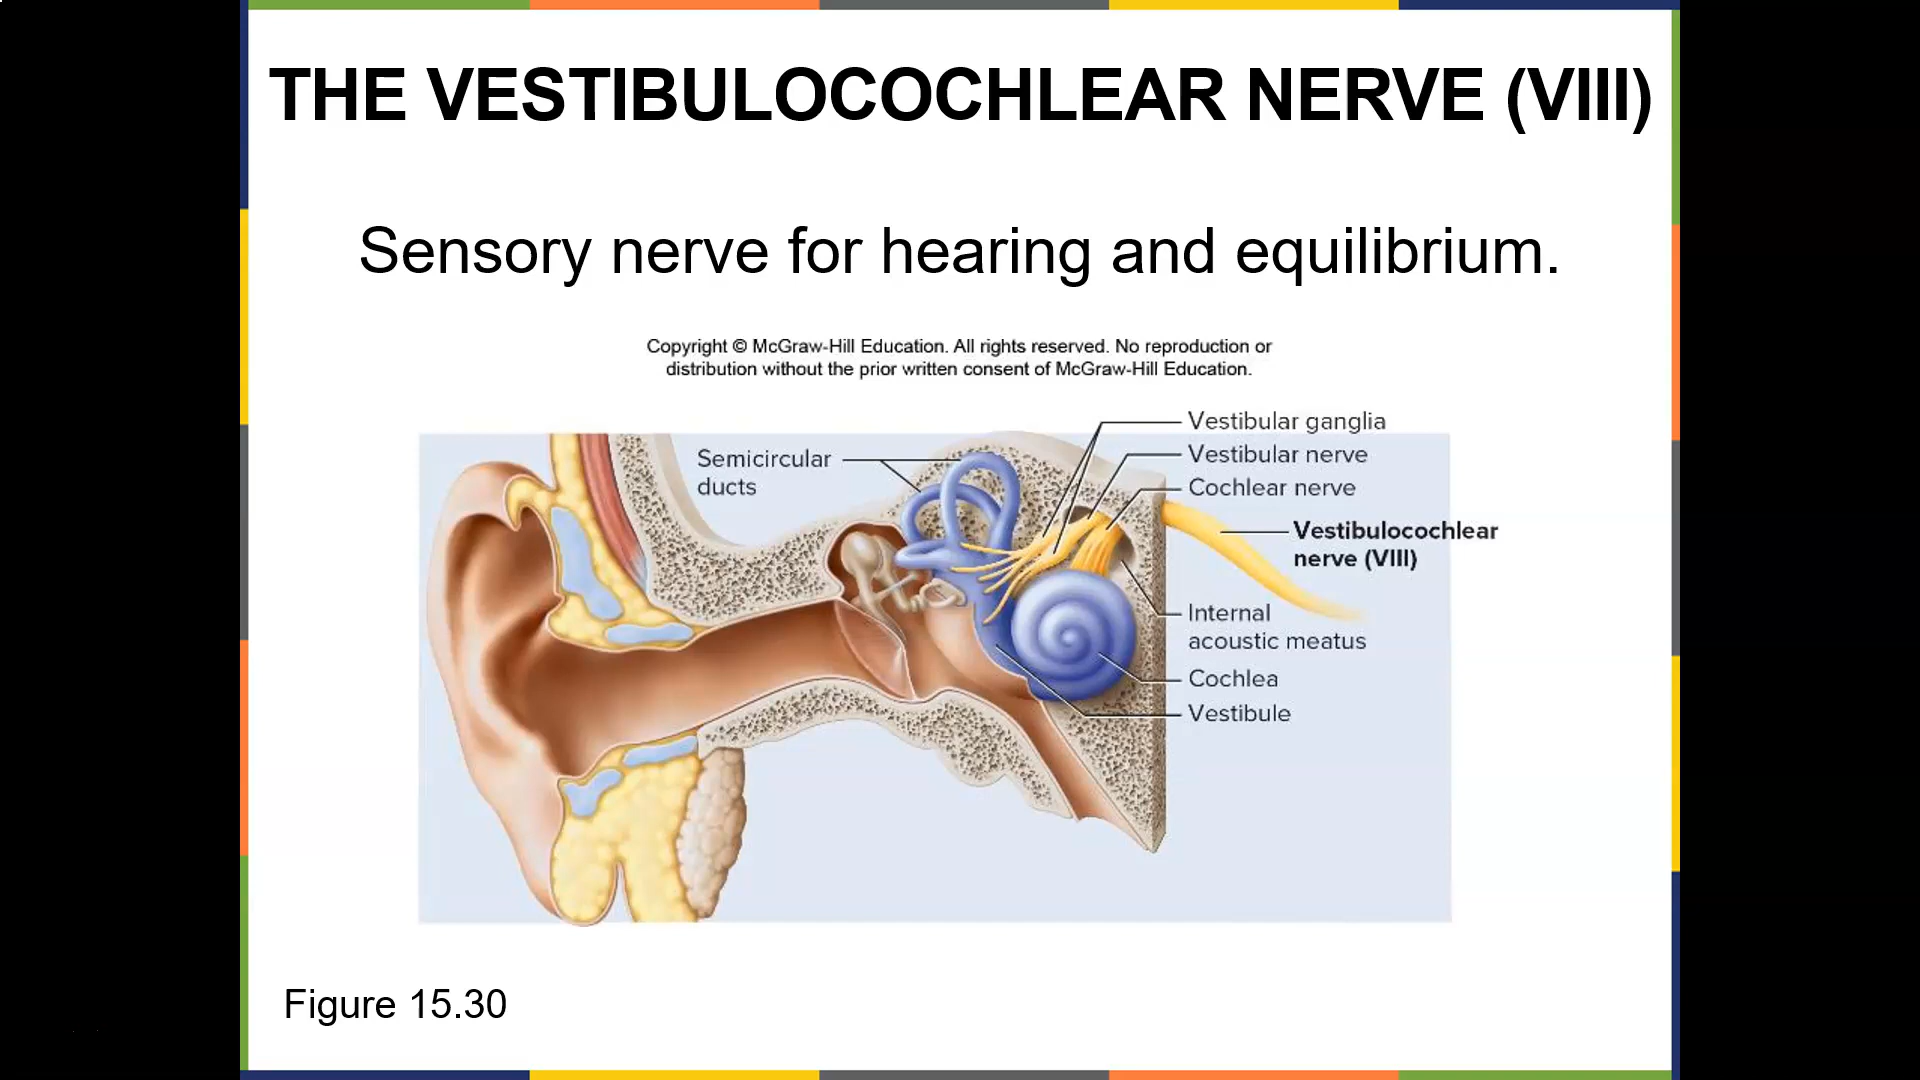 THE VESTIBULOCOCHLEAR NERVE (VIII)
Sensory nerve for hearing and equilibrium.
Copyright © McGraw-Hill Education. All rights reserved. No reproduction or
distribution without the prior written consent of McGraw-Hill Education.
Vestibular ganglia
Semicircular
ducts
Vestibular nerve
Cochlear nerve
Vestibulocochlear
nerve (VIII)
Internal
acoustic meatus
Cochlea
Vestibule
Figure 15.30